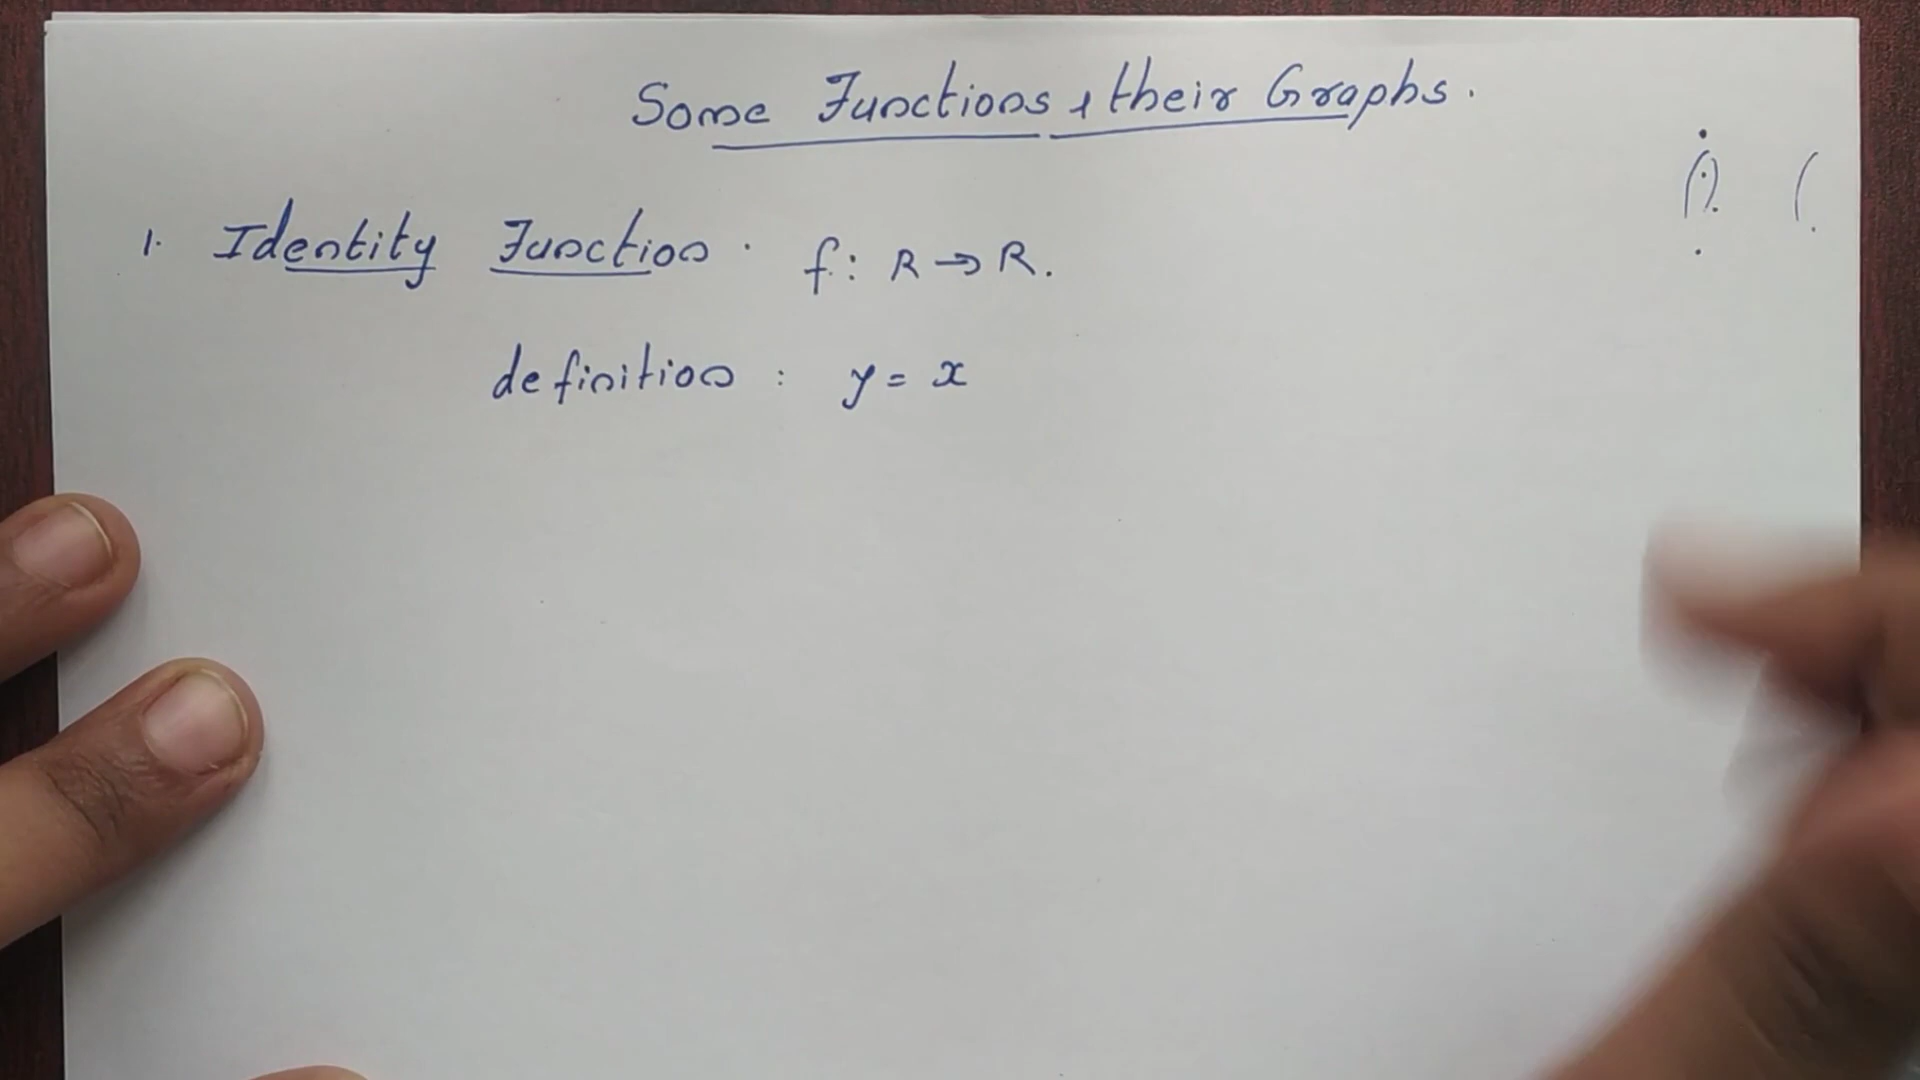 Some Functions & their Graphs.
1. Identity Function. f: R → R.
definition : y = x